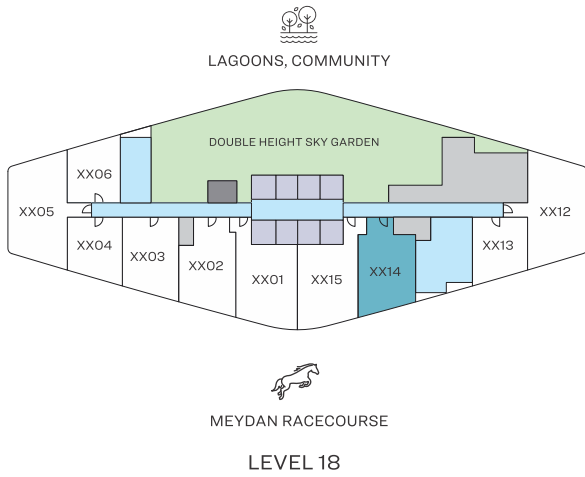 LAGOONS, COMMUNITY
DOUBLE HEIGHT SKY GARDEN
XX06
XX05
XX12
XX04
XX03
XX02
XX01
XX15
XX14
XX13
MEYDAN RACECOURSE
LEVEL 18